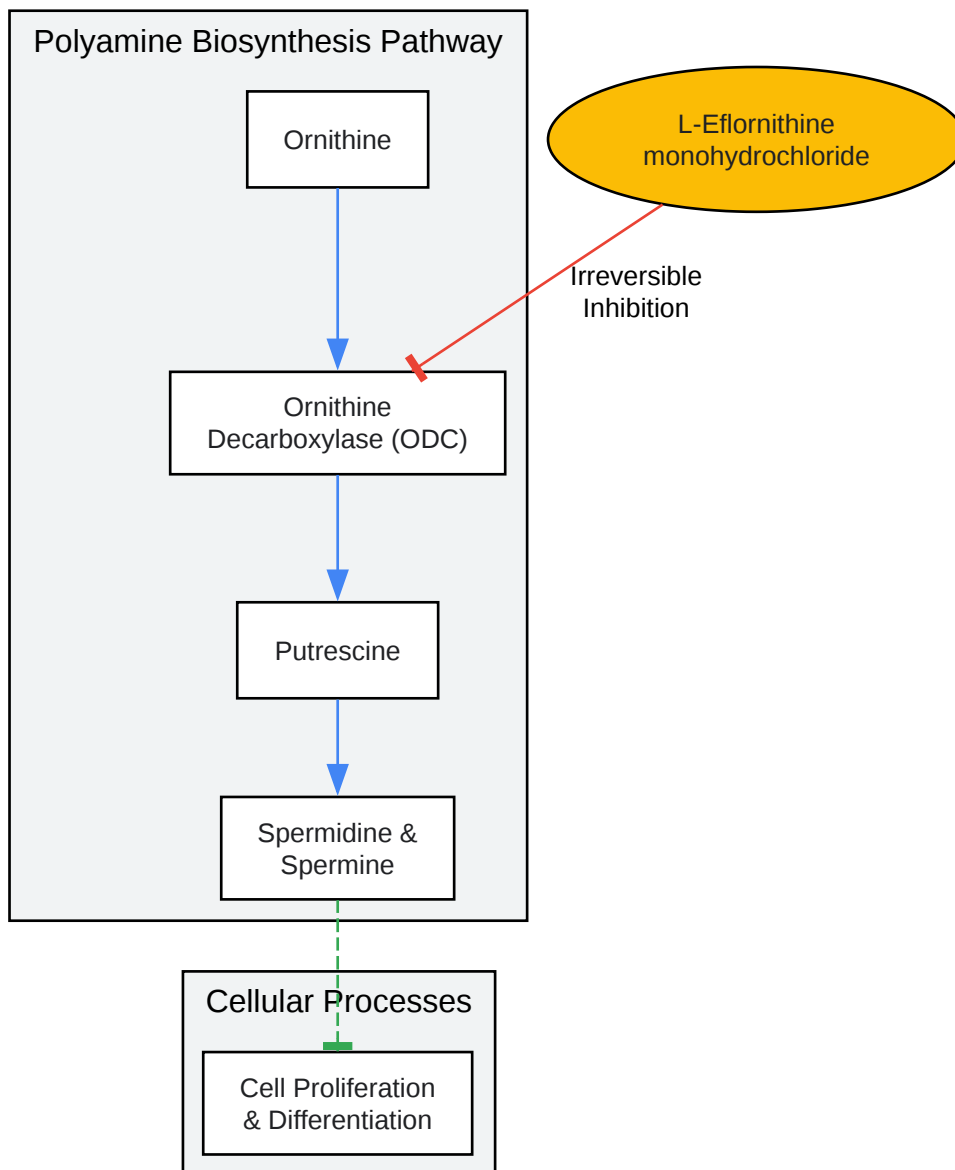 Polyamine Biosynthesis Pathway
Ornithine
L-Eflornithine
monohydrochloride
Irreversible
Inhibition
Ornithine
Decarboxylase (ODC)
Putrescine
Spermidine &
Spermine
Cellular Processes
Cell Proliferation
& Differentiation